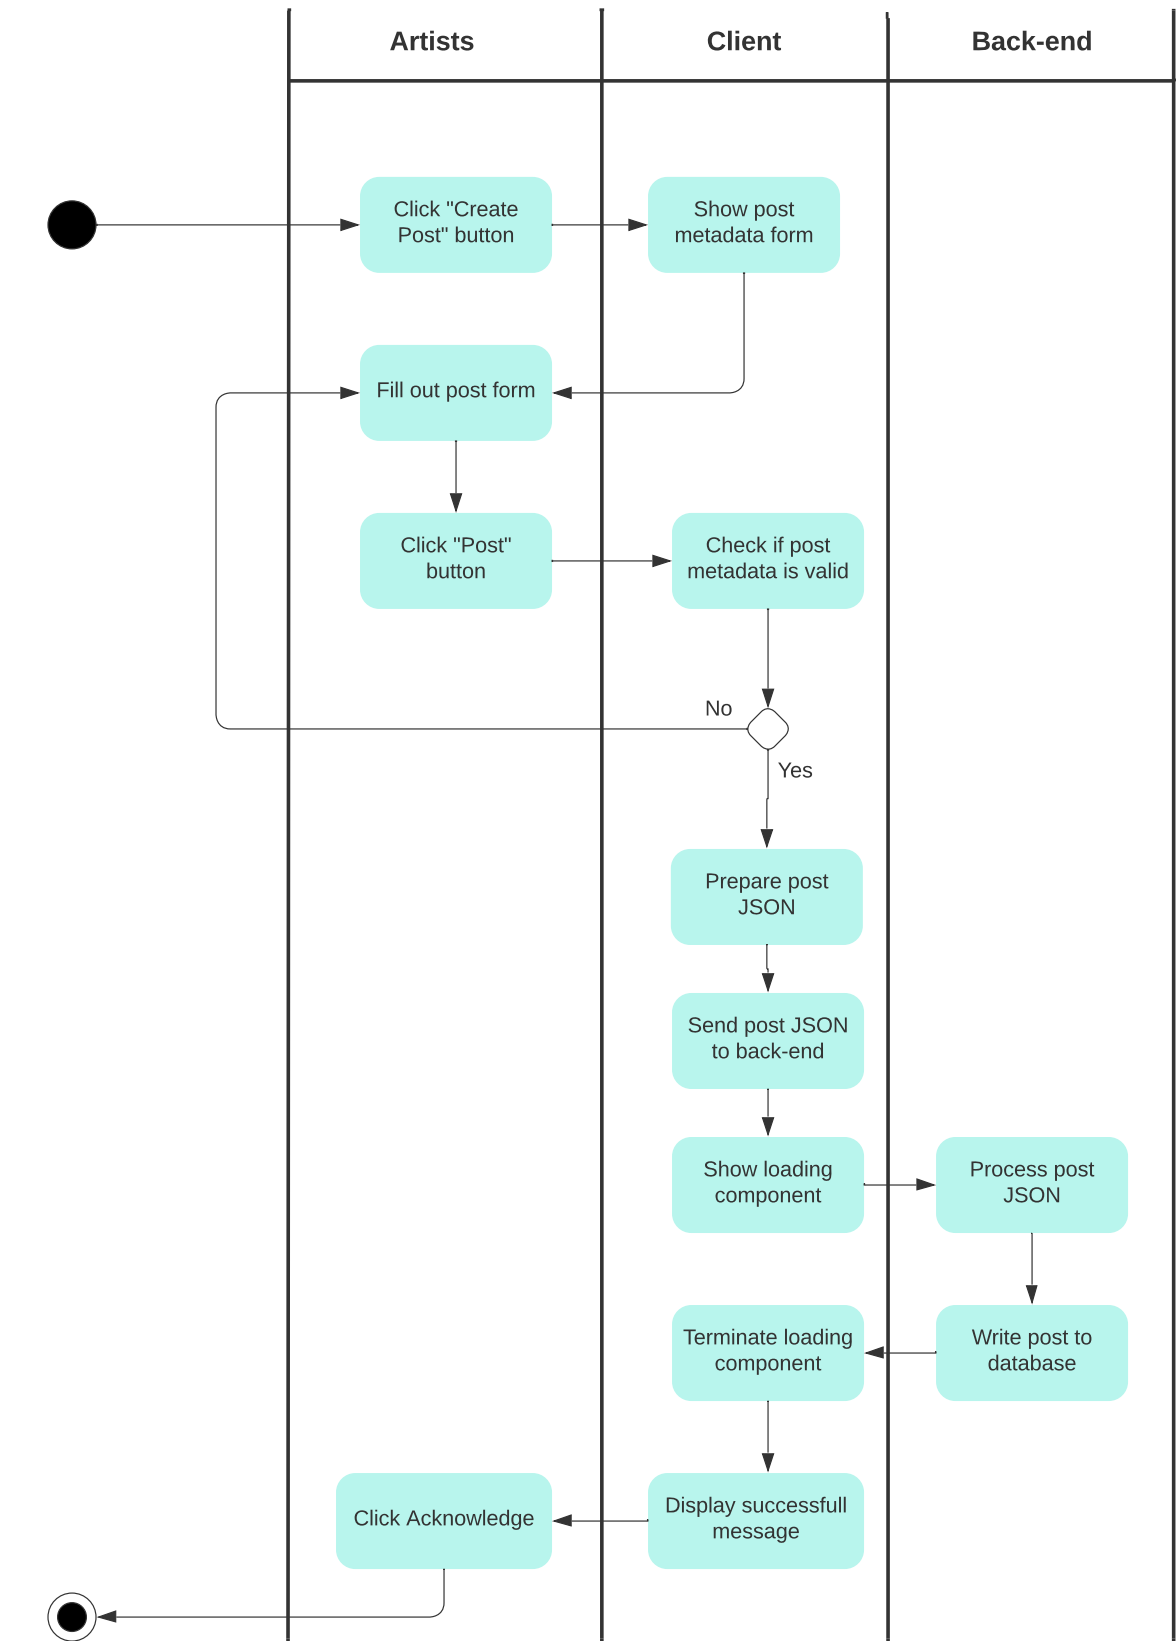 Artists
Client
Back-end
Click "Create
Post" button
Show post
metadata form
Fill out post form
Click "Post"
button
Check if post
metadata is valid
No
Yes
Prepare post
JSON
Send post JSON
to back-end
Show loading
component
Process post
JSON
Terminate loading
component
Write post to
database
Click Acknowledge
Display successfull
message